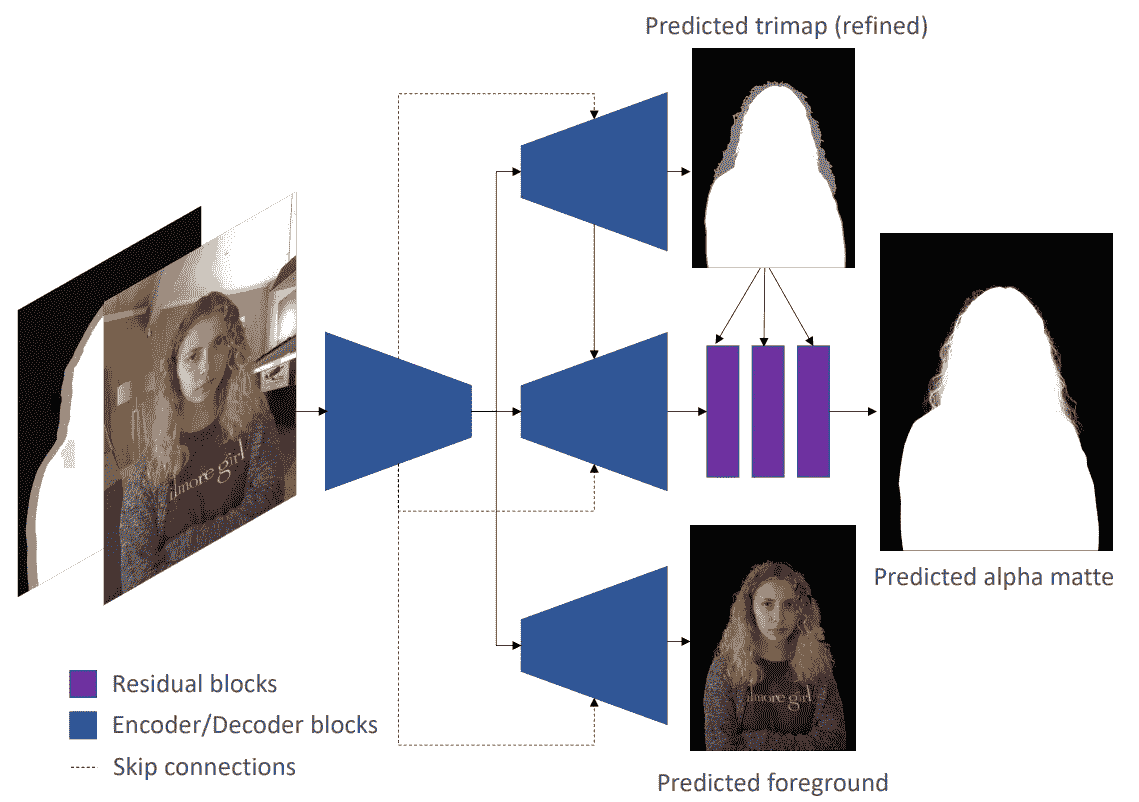 Predicted trimap (refined)
ilmore girl
Predicted alpha matte
ilmore girl
Residual blocks
Encoder/Decoder blocks
Skip connections
Predicted foreground